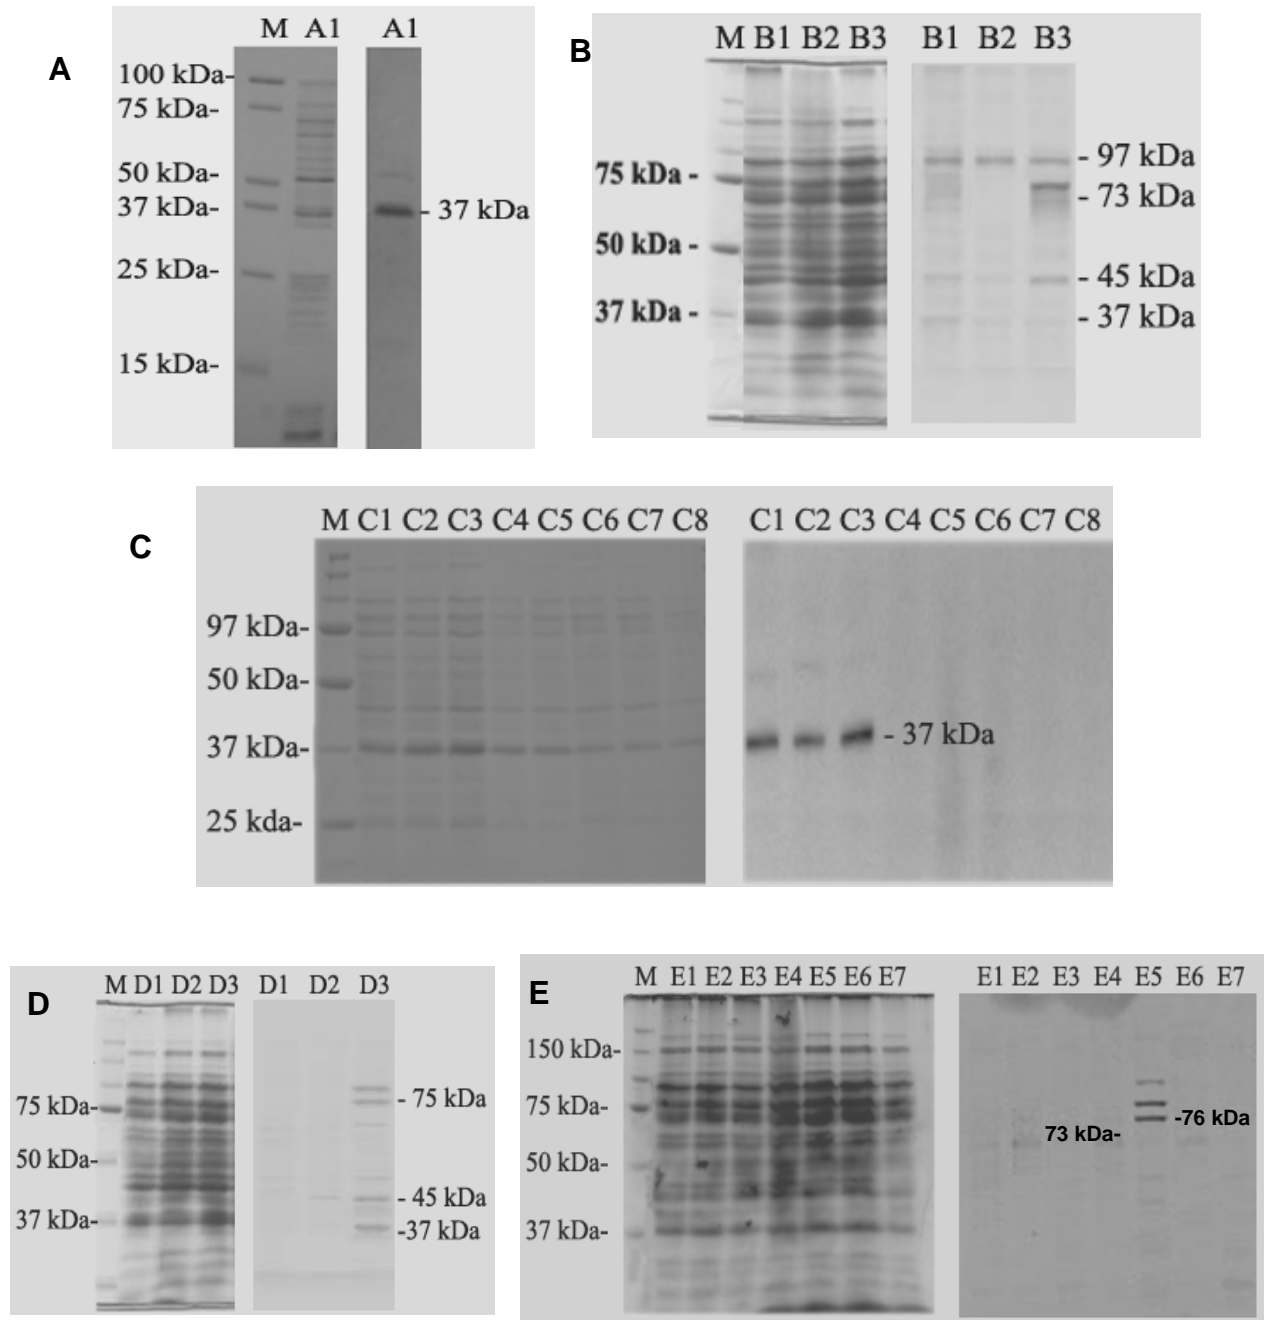 A
M A1 A1
100 kDa-
75 kDa-
50 kDa-
37 kDa-
- 37 kDa
25 kDa-
15 kDa-
B
M B1 B2 B3 B1 B2 B3
- 97 kDa
75 kDa -
- 73 kDa
50 kDa -
- 45 kDa
37 kDa -
- 37 kDa
C
M C1 C2 C3 C4 C5 C6 C7 C8 C1 C2 C3 C4 C5 C6 C7 C8
97 kDa-
50 kDa-
37 kDa-
- 37 kDa
25 kda-
D
M D1 D2 D3 D1 D2 D3
75 kDa-
- 75 kDa
50 kDa-
- 45 kDa
37 kDa-
-37 kDa
E
M E1 E2 E3 E4 E5 E6 E7 E1 E2 E3 E4 E5 E6 E7
150 kDa-
75 kDa-
-76 kDa
73 kDa-
50 kDa-
37 kDa-